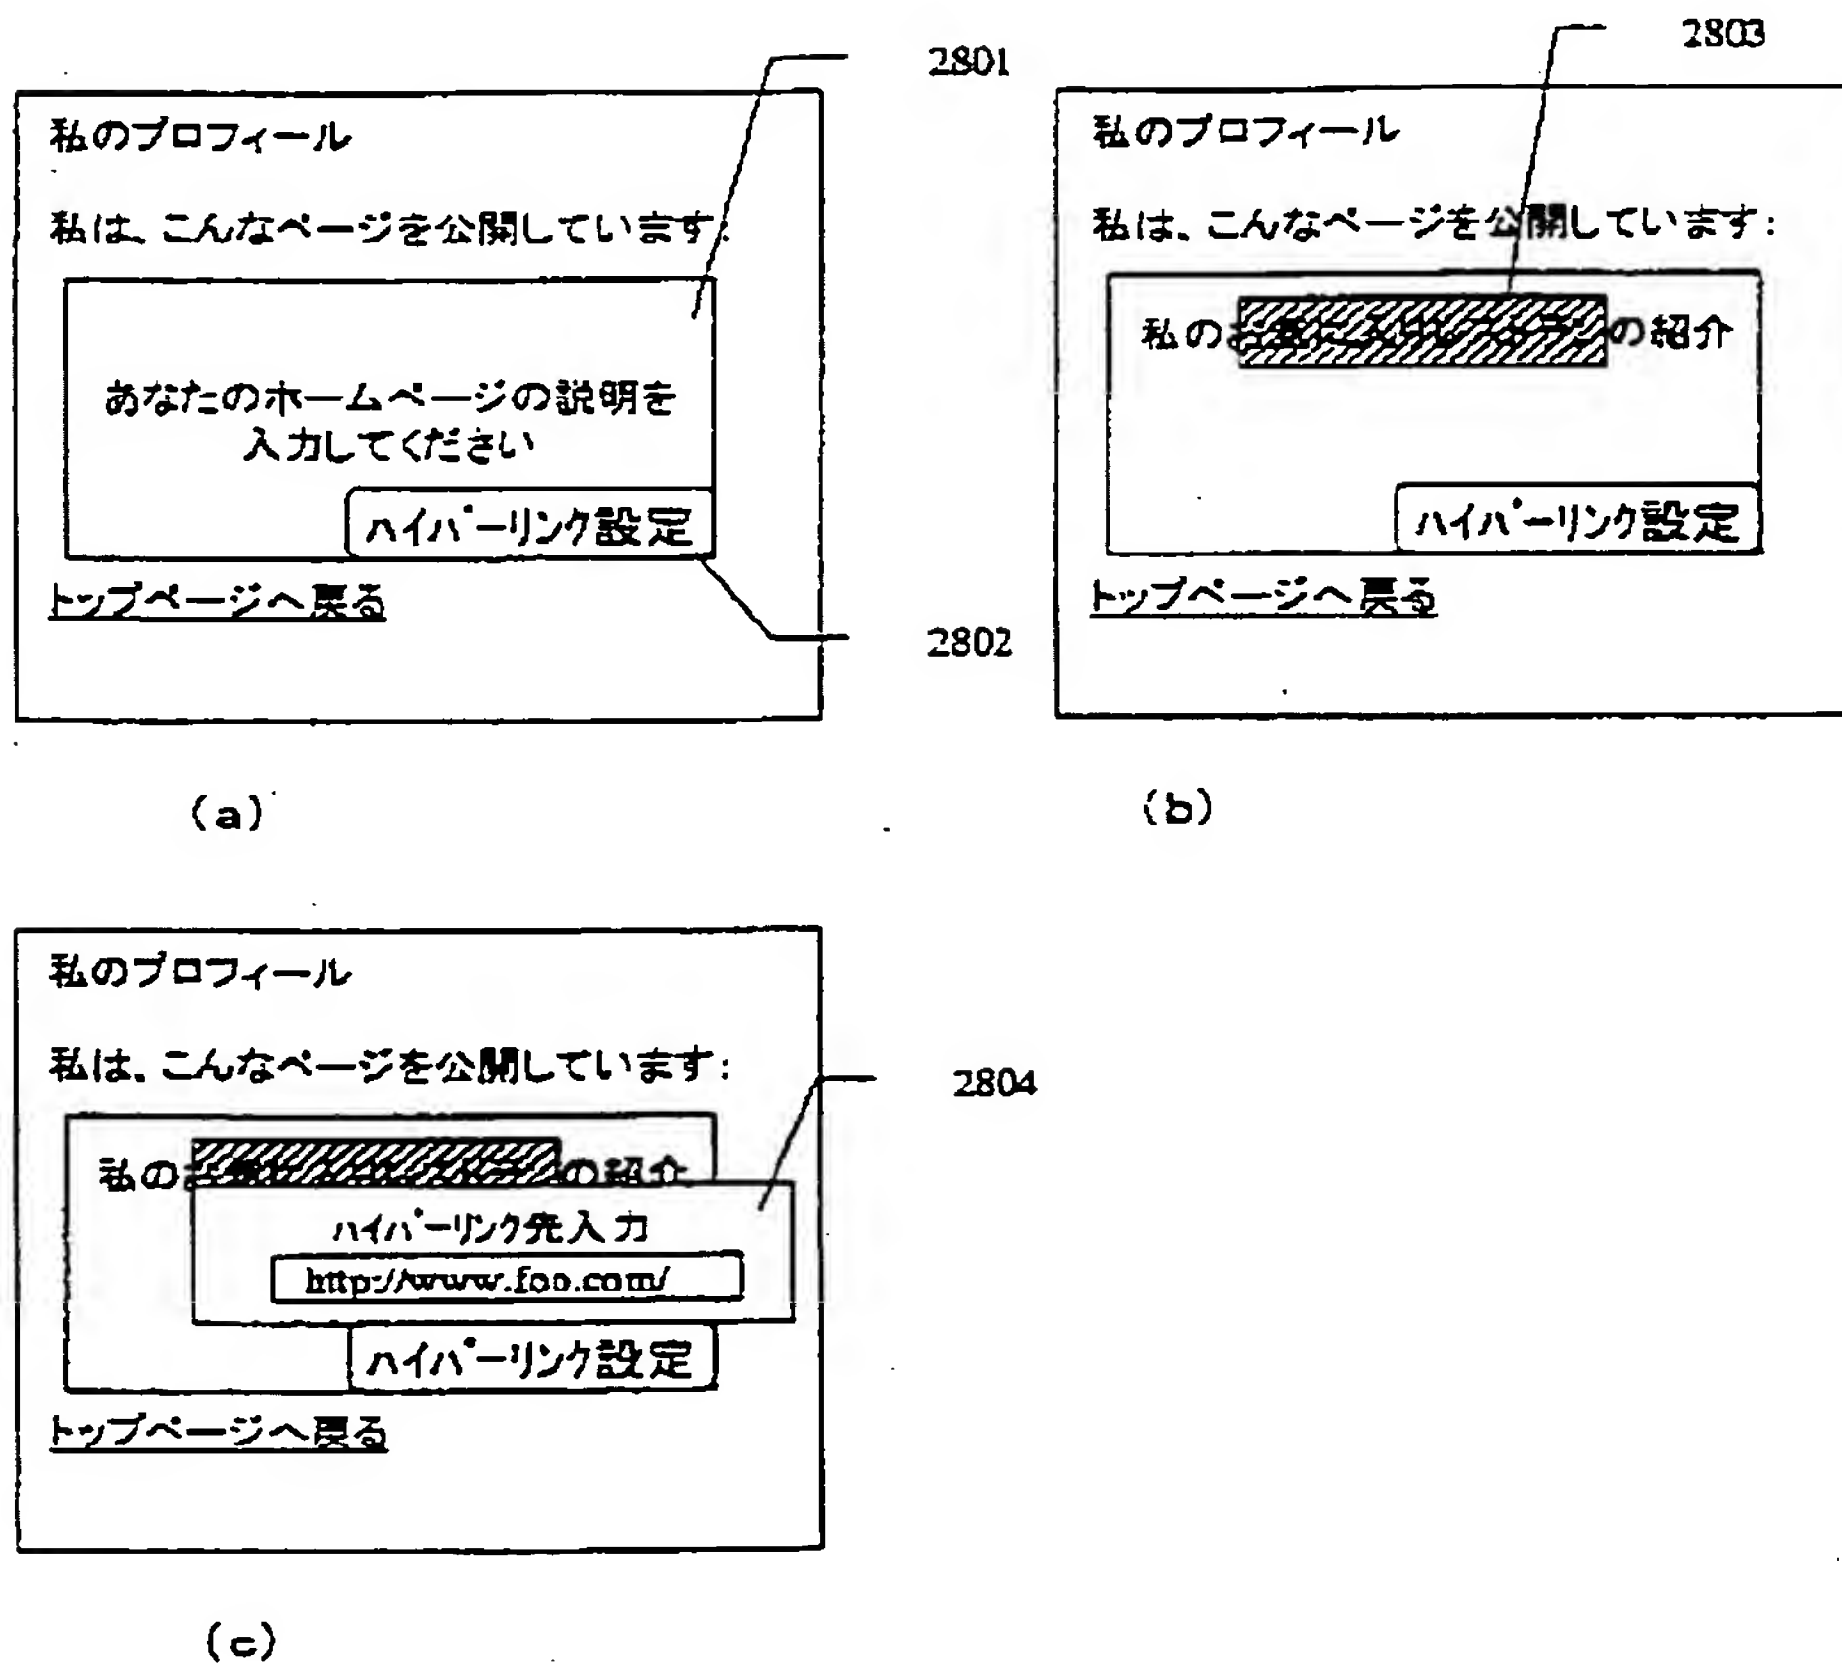 2801
私のプロフィール
私は、こんなページを公開しています:
あなたのホームページの説明を
入力してください
ハイパーリンク設定
トップページへ戻る
2802
(a)
2803
私のプロフィール
私は、こんなページを公開しています:
私の
の紹介
ハイパーリンク設定
トップページへ戻る
(b)
私のプロフィール
私は、こんなページを公開しています:
2804
私の
の紹介
ハイパーリンク先入力
http://www.foo.com/
ハイパーリンク設定
トップページへ戻る
(c)